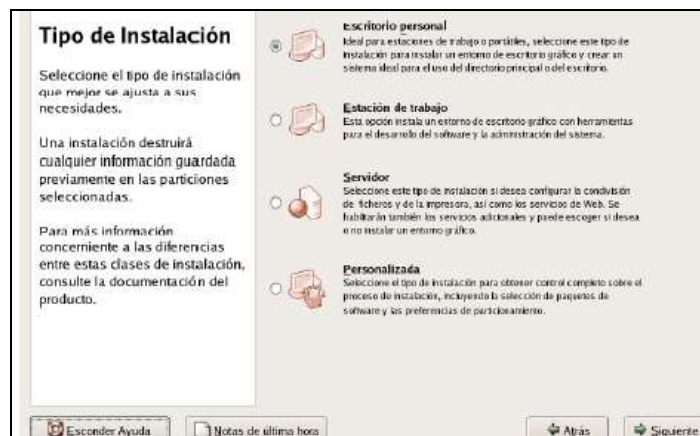 Tipo de Instalación
Seleccione el tipo de instalación
que mejor se ajusta a sus
necesidades.
Una instalación destruirá
cualquier información guardada
previamente en las particiones
seleccionadas.
Para más información
concerniente a las diferencias
entre estas clases de instalación,
consulte la documentación del
producto.
Escritorio personal
Ideal para estaciones de trabajo o portátiles, seleccione este tipo de
instalación para instalar un entorno de escritorio gráfico y crear un
sistema ideal para el uso del directorio principal o del escritorio.
Estación de trabajo
Esta opción instala un entorno de escritorio gráfico con herramientas
para el desarrollo del software y la administración del sistema.
Servidor
Seleccione este tipo de instalación si desea configurar la condivisión
de ficheros y de la impresora, así como los servicios de Web. Se
habilitarán también los servicios adicionales y puede escoger si desea
o no instalar un entorno gráfico.
Personalizada
Seleccione el tipo de instalación para obtener control completo sobre el
proceso de instalación, incluyendo la selección de paquetes de
software y las preferencias de particionamiento.
Esconder Ayuda
Notas de última hora
Atrás
Siguiente